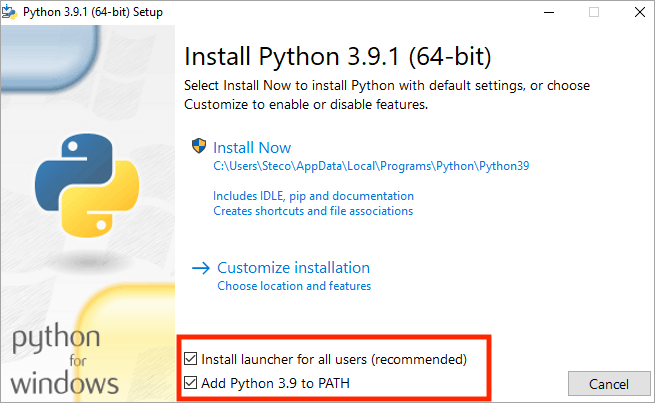 Python 3.9.1 (64-bit) Setup
Install Python 3.9.1 (64-bit)
Select Install Now to install Python with default settings, or choose
Customize to enable or disable features.
Install Now
C:\Users\Steco\AppData\Local\Programs\Python\Python39
Includes IDLE, pip and documentation
Creates shortcuts and file associations
Customize installation
Choose location and features
python
for
windows
Install launcher for all users (recommended)
Add Python 3.9 to PATH
Cancel